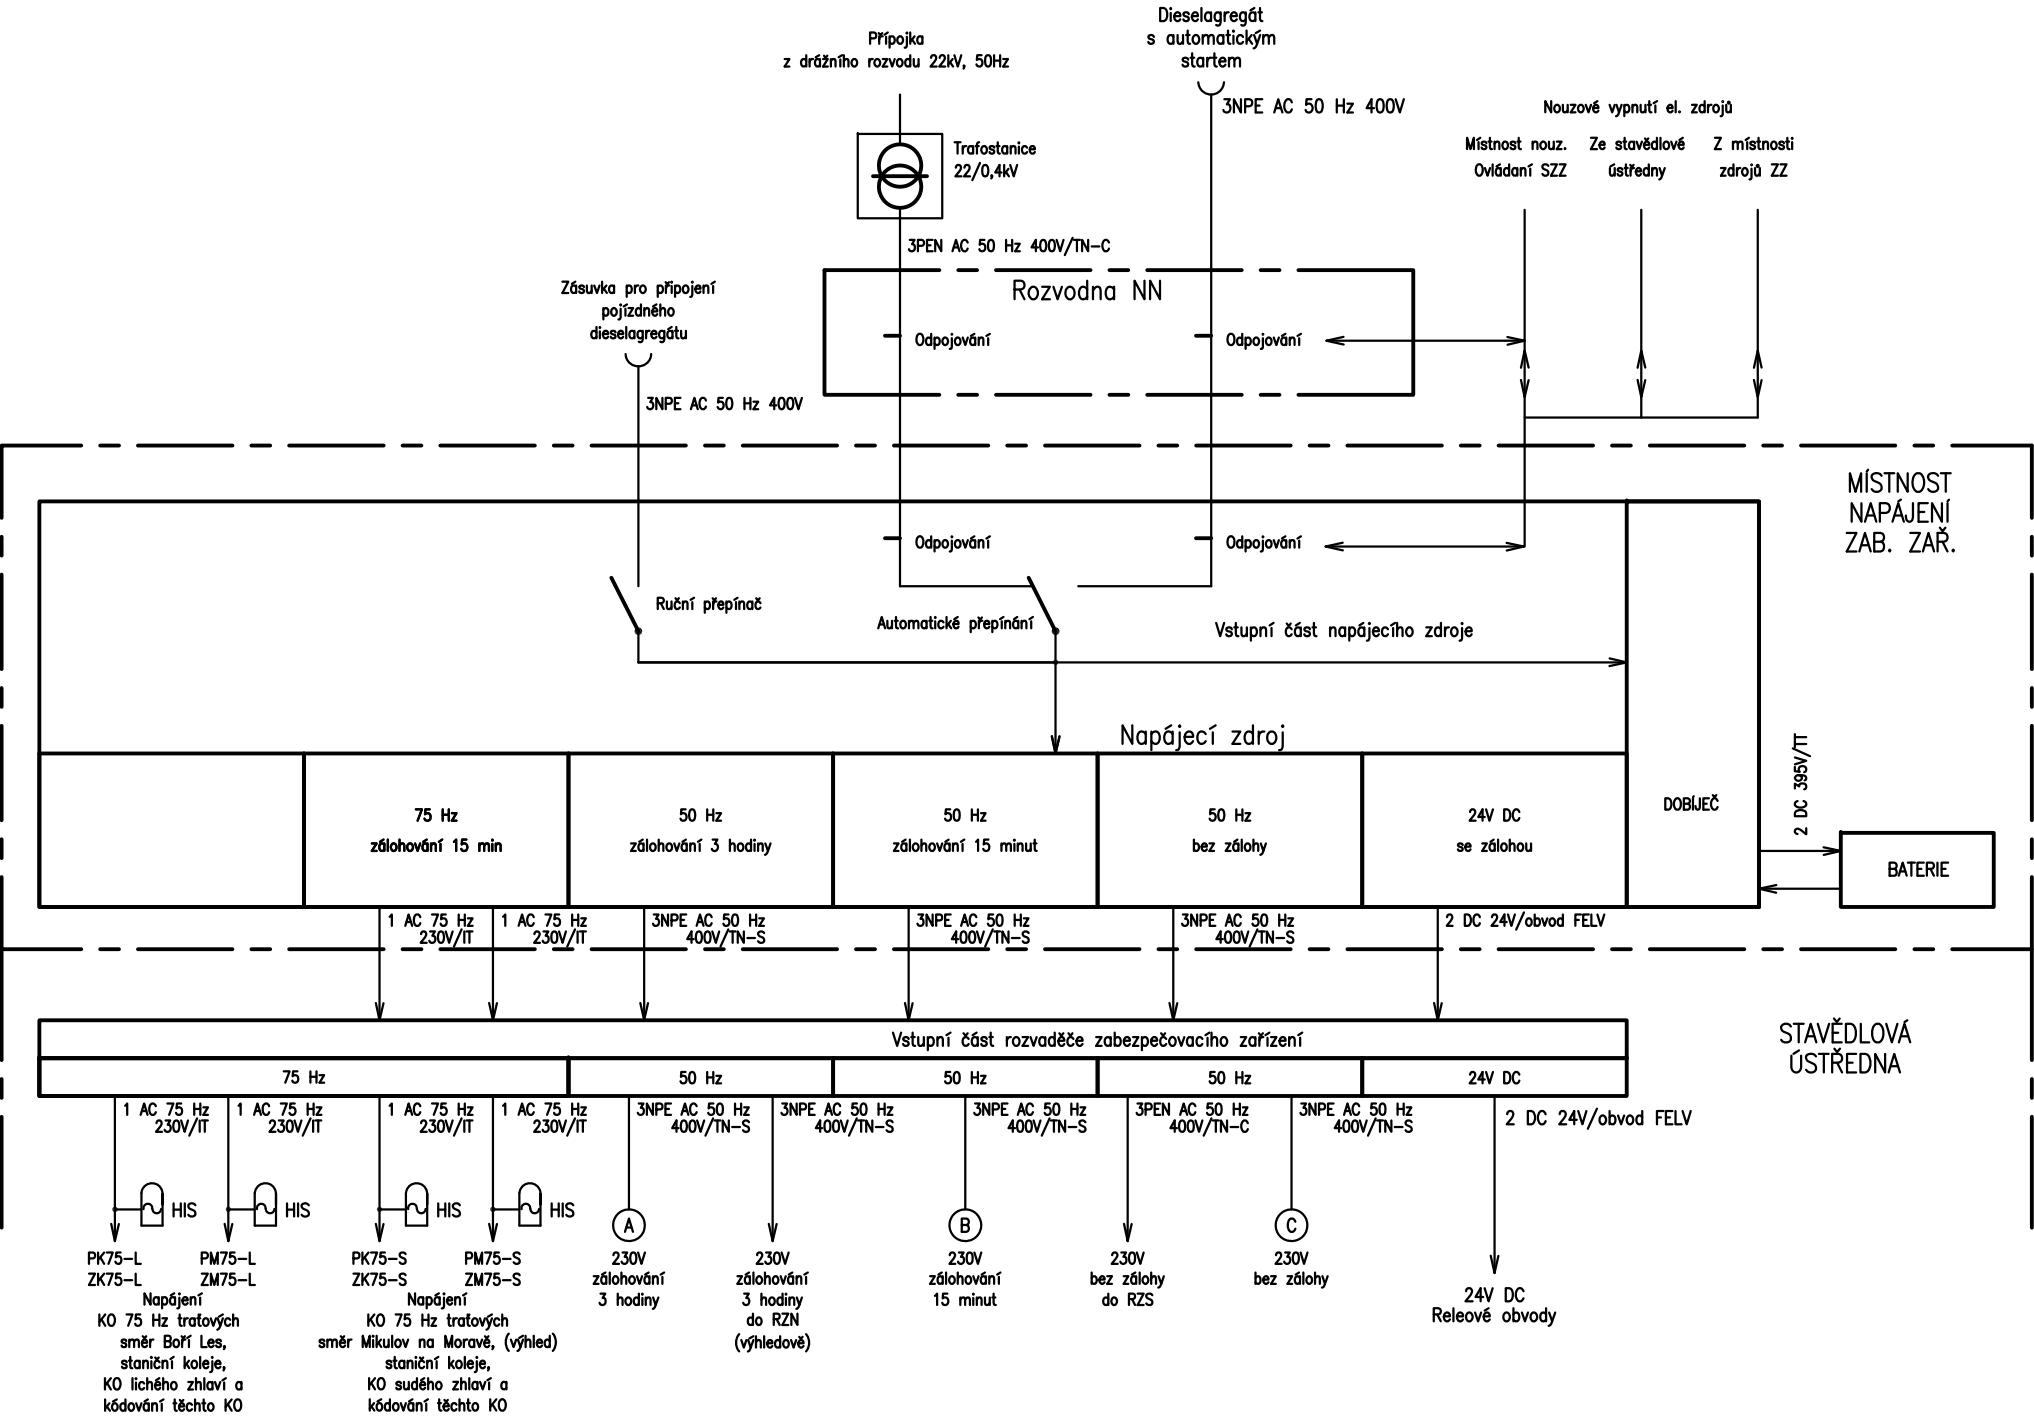 Přípojka
z drážního rozvodu 22kV, 50Hz
Dieselagregát
s automatickým
startem
3NPE AC 50 Hz 400V
Nouzové vypnutí el. zdrojů
Místnost nouz.
Ovládaní SZZ
Ze stavědlové
ústředny
Z místnosti
zdrojů ZZ
Trafostanice
22/0,4kV
3PEN AC 50 Hz 400V/TN-C
Rozvodna NN
Odpojování
Odpojování
Zásuvka pro připojení
pojízdného
dieselagregátu
3NPE AC 50 Hz 400V
MÍSTNOST
NAPÁJENÍ
ZAB. ZAŘ.
Odpojování
Odpojování
Ruční přepínač
Automatické přepínání
Vstupní část napájecího zdroje
Napájecí zdroj
75 Hz
zálohování 15 min
50 Hz
zálohování 3 hodiny
50 Hz
zálohování 15 minut
50 Hz
bez zálohy
24V DC
se zálohou
DOBÍJEČ
2 DC 395V/TT
BATERIE
1 AC 75 Hz
230V/IT
1 AC 75 Hz
230V/IT
3NPE AC 50 Hz
400V/TN-S
3NPE AC 50 Hz
400V/TN-S
3NPE AC 50 Hz
400V/TN-S
2 DC 24V/obvod FELV
STAVĚDLOVÁ
ÚSTŘEDNA
Vstupní část rozvaděče zabezpečovacího zařízení
75 Hz
50 Hz
50 Hz
50 Hz
24V DC
1 AC 75 Hz
230V/IT
1 AC 75 Hz
230V/IT
1 AC 75 Hz
230V/IT
1 AC 75 Hz
230V/IT
3NPE AC 50 Hz
400V/TN-S
3NPE AC 50 Hz
400V/TN-S
3NPE AC 50 Hz
400V/TN-S
3PEN AC 50 Hz
400V/TN-C
3NPE AC 50 Hz
400V/TN-S
2 DC 24V/obvod FELV
HIS
HIS
HIS
HIS
A
B
C
PK75-L
ZK75-L
PM75-L
ZM75-L
Napájení
KO 75 Hz traťových
směr Boří Les,
staniční koleje,
KO lichého zhlaví a
kódování těchto KO
PK75-S
ZK75-S
PM75-S
ZM75-S
Napájení
KO 75 Hz traťových
směr Mikulov na Moravě, (výhled)
staniční koleje,
KO sudého zhlaví a
kódování těchto KO
230V
zálohování
3 hodiny
230V
zálohování
3 hodiny
do RZN
(výhledově)
230V
zálohování
15 minut
230V
bez zálohy
do RZS
230V
bez zálohy
24V DC
Releové obvody